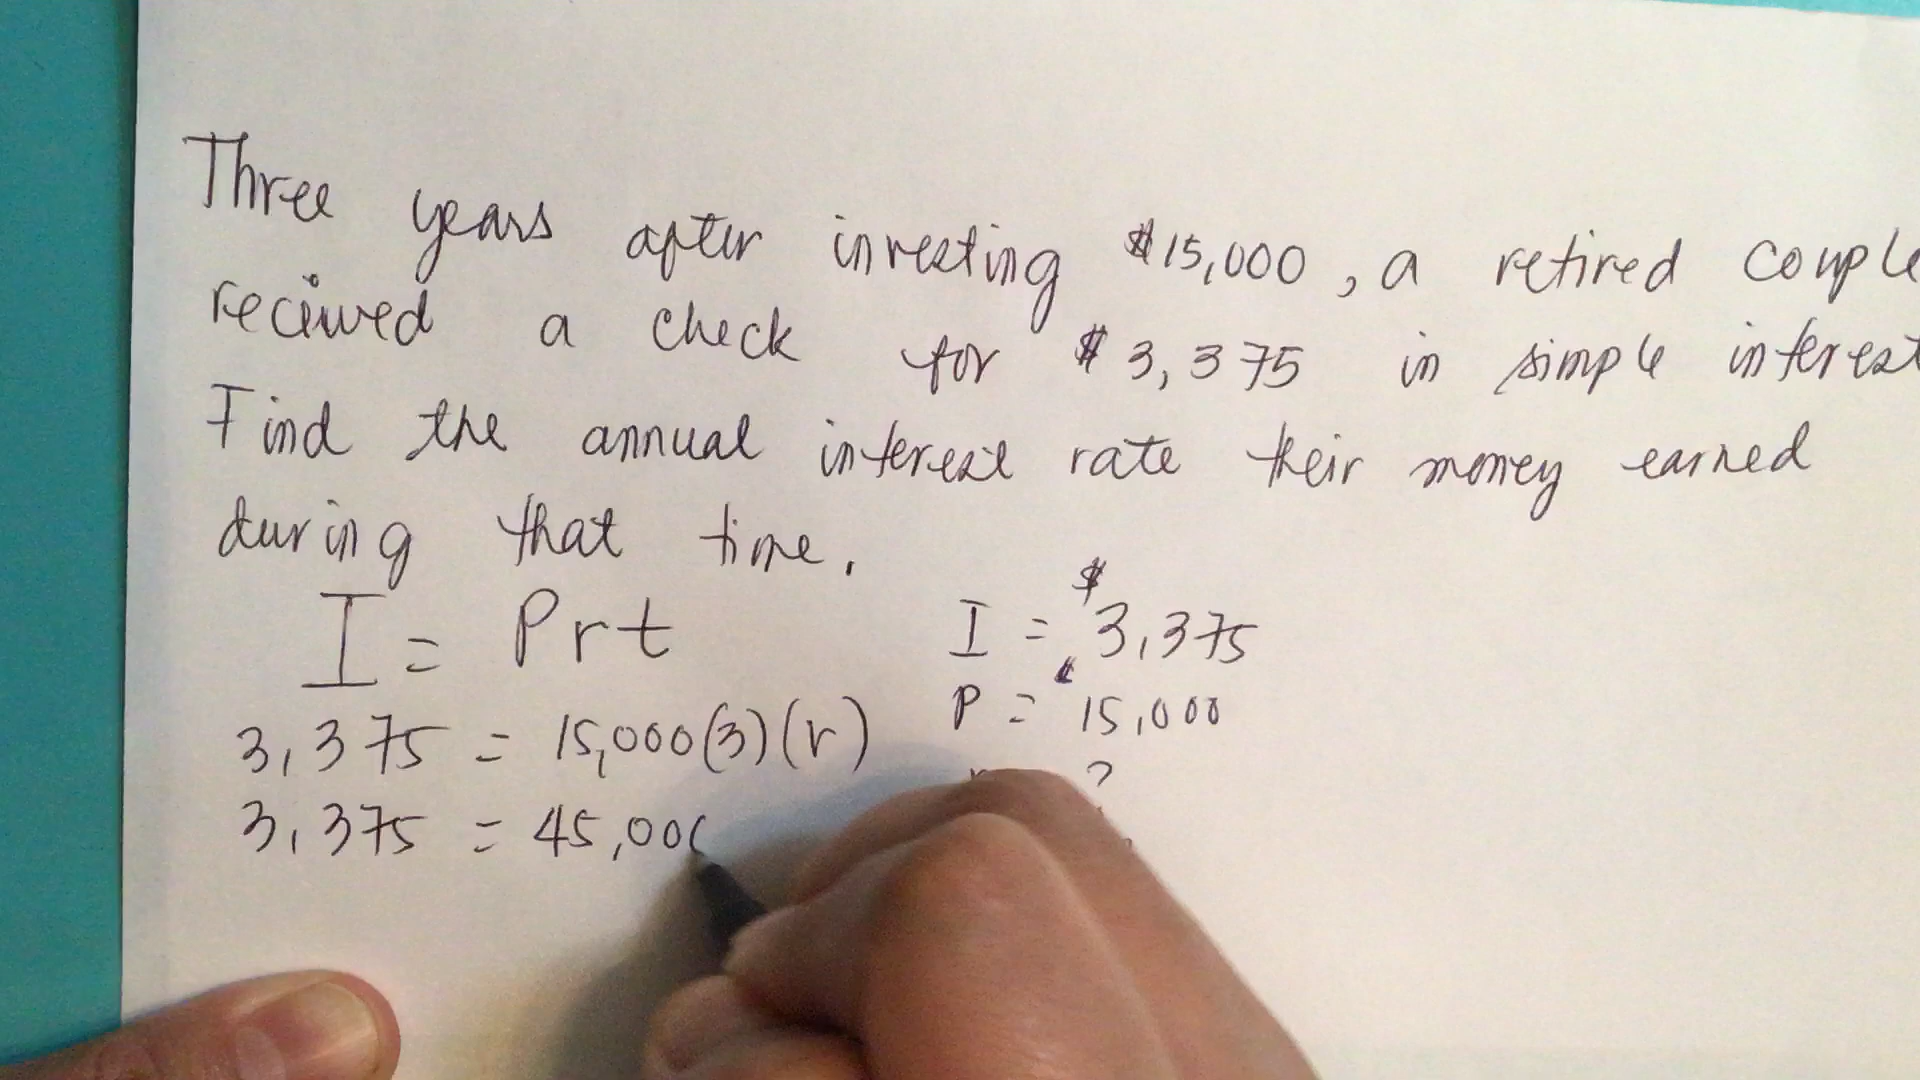 Three years after investing $15,000, a retired couple
received a check for $3,375 in simple interest
Find the annual interest rate their money earned
during that time.
I = Prt
3,375 = 15,000(3)(r)
3,375 = 45,000
I = $3,375
P = 15,000
?